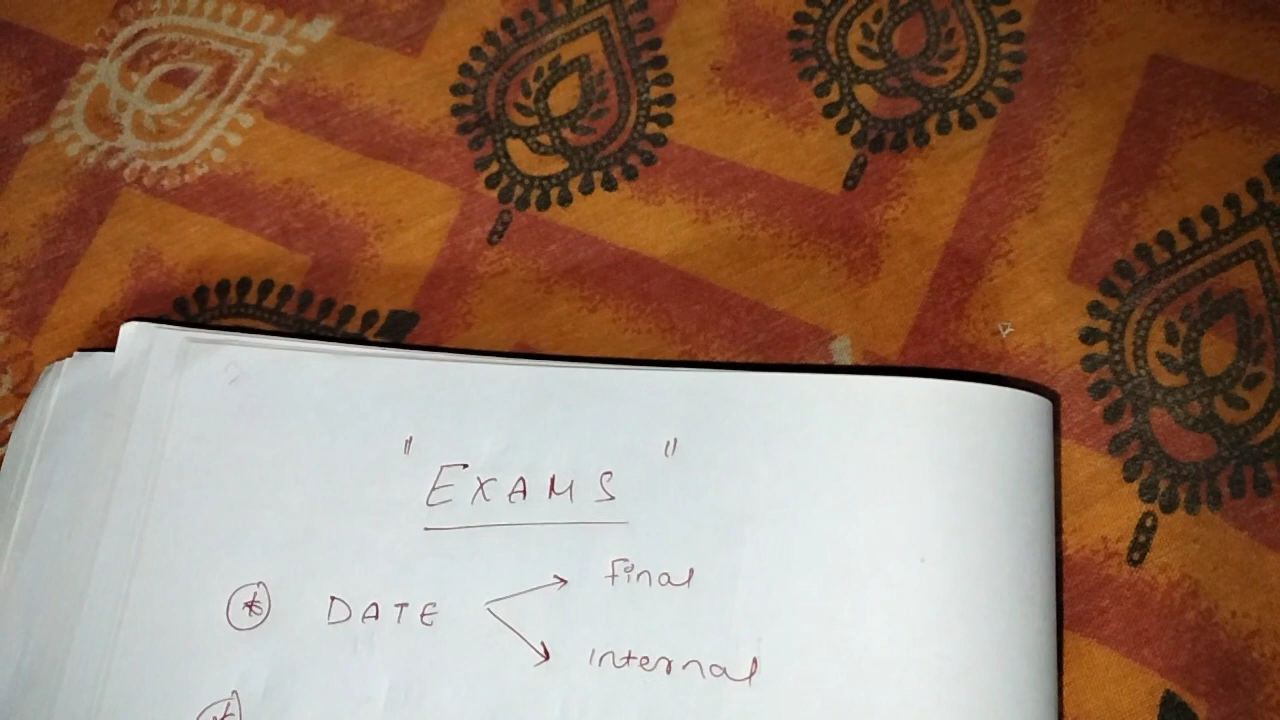 " EXAMS "
* DATE → final
→ internal
*